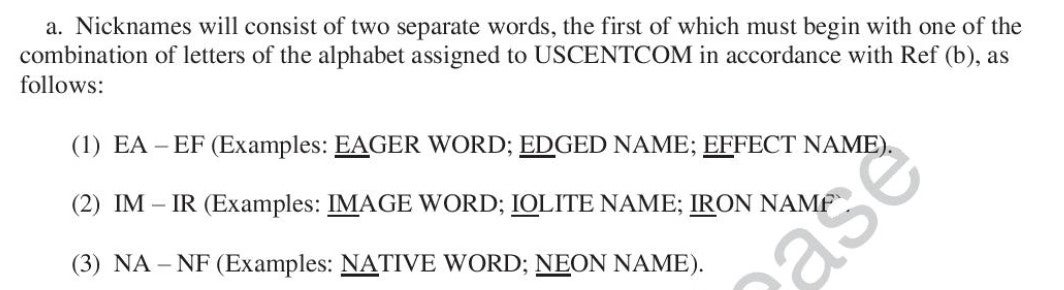 a. Nicknames will consist of two separate words, the first of which must begin with one of the
combination of letters of the alphabet assigned to USCENTCOM in accordance with Ref (b), as
follows:
(1) EA – EF (Examples: EAGER WORD; EDGED NAME; EFFECT NAME).
(2) IM – IR (Examples: IMAGE WORD; IOLITE NAME; IRON NAME).
(3) NA – NF (Examples: NATIVE WORD; NEON NAME).
ase